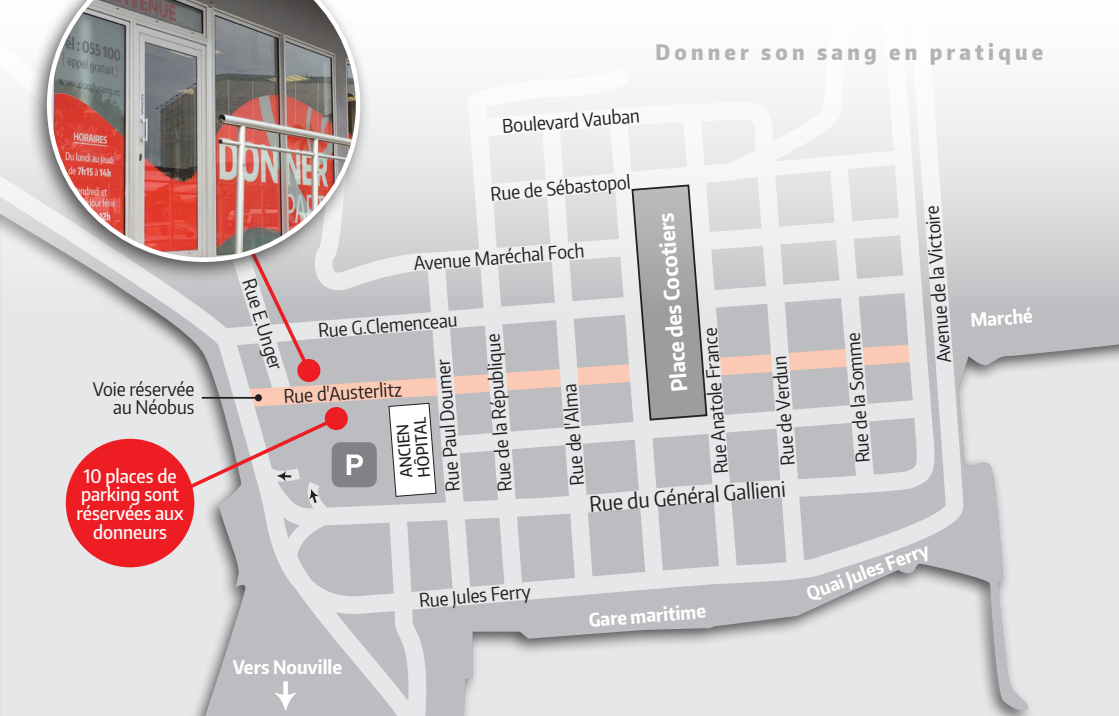 Donner son sang en pratique
BIENVENUE
055 100
[ appel gratuit ]
HORAIRES
Du lundi au jeudi
de 7h15 à 14h
jour férié
12h
DONNER
Boulevard Vauban
Rue de Sébastopol
Avenue Maréchal Foch
Rue G.Clemenceau
Rue E.Unger
Rue d'Austerlitz
Voie réservée
au Néobus
10 places de
parking sont
réservées aux
donneurs
P
ANCIEN
HÔPITAL
Rue Paul Doumer
Rue de la République
Rue de l'Alma
Place des Cocotiers
Rue Anatole France
Rue de Verdun
Rue de la Somme
Avenue de la Victoire
Marché
Rue du Général Gallieni
Rue Jules Ferry
Quai Jules Ferry
Gare maritime
Vers Nouville